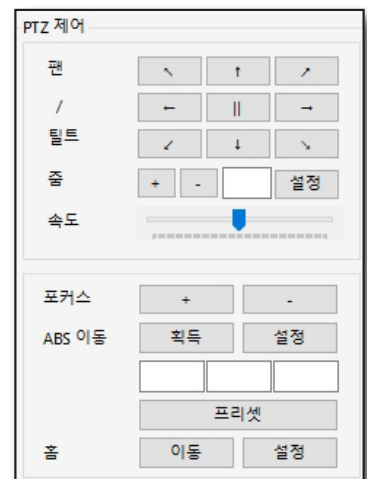 PTZ 제어
팬 ↖ ↑ ↗
/ ← || →
틸트 ↙ ↓ ↘
줌 + - 설정
속도
포커스 + -
ABS 이동 획득 설정
프리셋
홈 이동 설정